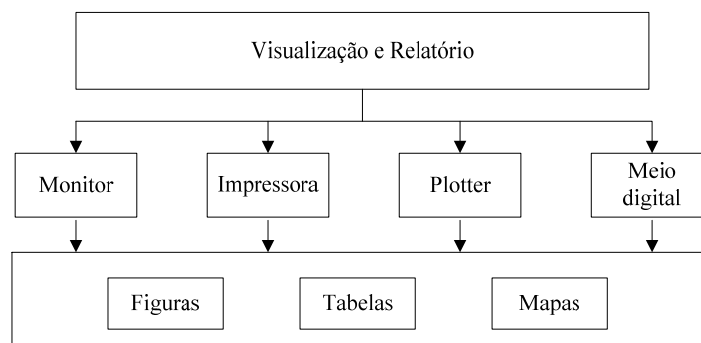 Visualização e Relatório
Monitor
Impressora
Plotter
Meio
digital
Figuras
Tabelas
Mapas